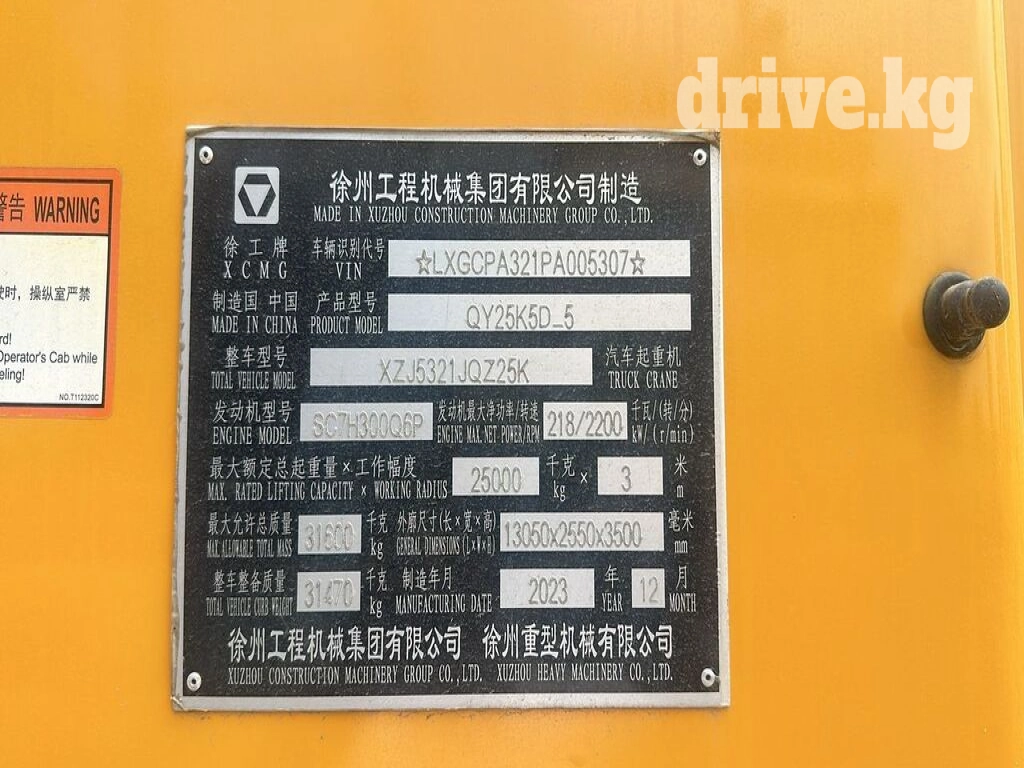 drive.kg
警告 WARNING
驶时，操纵室严禁
rd!
Operator's Cab while
eling!
NO.T112320C
徐州工程机械集团有限公司制造
MADE IN XUZHOU CONSTRUCTION MACHINERY GROUP CO.,LTD.
徐工牌 车辆识别代号 ☆LXGCPA321PA005307☆
XCMG VIN
制造国 中国 产品型号 QY25K5D_5
MADE IN CHINA PRODUCT MODEL
整车型号 XZJ5321JQZ25K 汽车起重机
TOTAL VEHICLE MODEL TRUCK CRANE
发动机型号 SC7H300Q6P 发动机最大净功率/转速 218/2200 千瓦/(转/分)
ENGINE MODEL ENGINE MAX.NET POWER/RPM kW/(r/min)
最大额定总起重量×工作幅度 25000 千克 × 3 米
MAX. RATED LIFTING CAPACITY × WORKING RADIUS kg m
最大允许总质量 31600 千克 外廓尺寸(长×宽×高) 13050x2550x3500 毫米
MAX ALLOWABLE TOTAL MASS kg GENERAL DIMENSIONS(L×W×H) mm
整车整备质量 31470 千克 制造年月 2023 年 12 月
TOTAL VEHICLE CORB WEIGHT kg MANUFACTURING DATE YEAR MONTH
徐州工程机械集团有限公司 徐州重型机械有限公司
XUZHOU CONSTRUCTION MACHINERY GROUP CO.,LTD. XUZHOU HEAVY MACHINERY CO.,LTD.